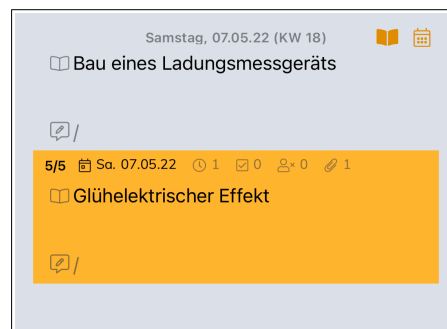 Samstag, 07.05.22 (KW 18)
Bau eines Ladungsmessgeräts
/
5/5 Sa. 07.05.22 1 0 0 1
Glühelektrischer Effekt
/